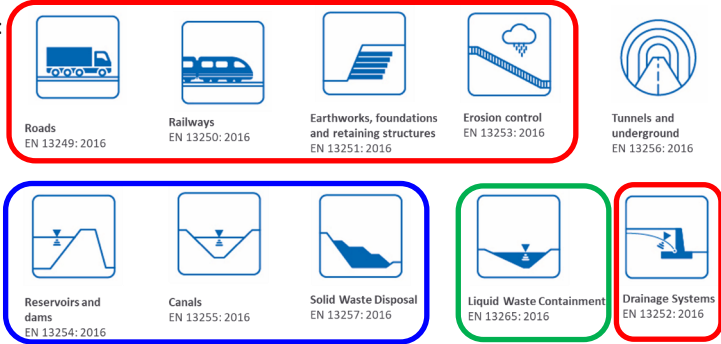 :
Roads
EN 13249: 2016
Railways
EN 13250: 2016
Earthworks, foundations
and retaining structures
EN 13251: 2016
Erosion control
EN 13253: 2016
Tunnels and
underground
EN 13256: 2016
Reservoirs and
dams
EN 13254: 2016
Canals
EN 13255: 2016
Solid Waste Disposal
EN 13257: 2016
Liquid Waste Containment
EN 13265: 2016
Drainage Systems
EN 13252: 2016